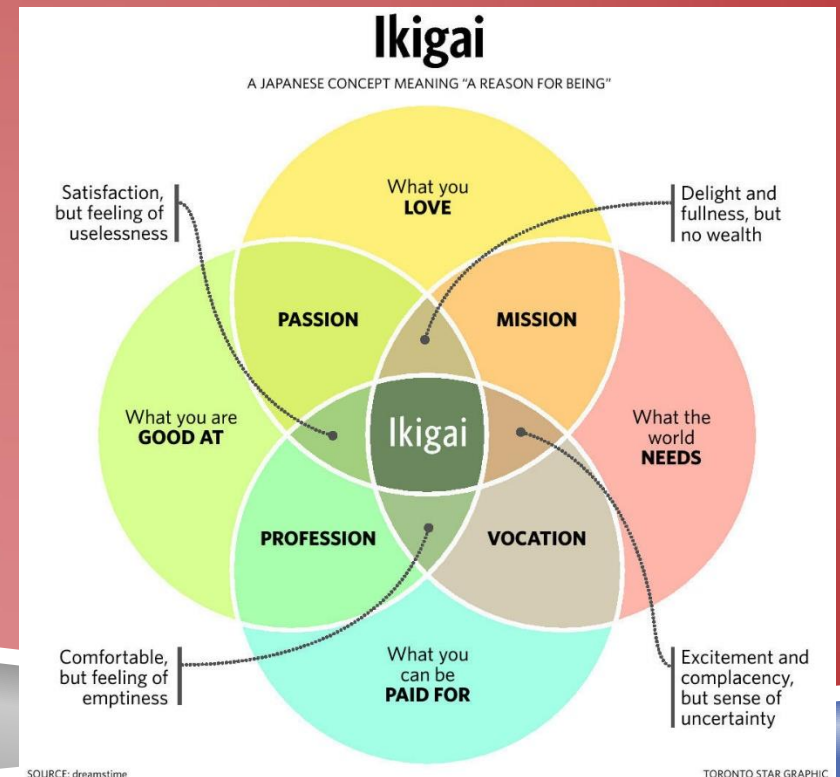 Ikigai
A JAPANESE CONCEPT MEANING “A REASON FOR BEING”
Satisfaction,
but feeling of
uselessness
What you
LOVE
Delight and
fullness, but
no wealth
PASSION
MISSION
What you are
GOOD AT
Ikigai
What the
world
NEEDS
PROFESSION
VOCATION
Comfortable,
but feeling of
emptiness
What you
can be
PAID FOR
Excitement and
complacency,
but sense of
uncertainty
SOURCE: dreamstime
TORONTO STAR GRAPHIC